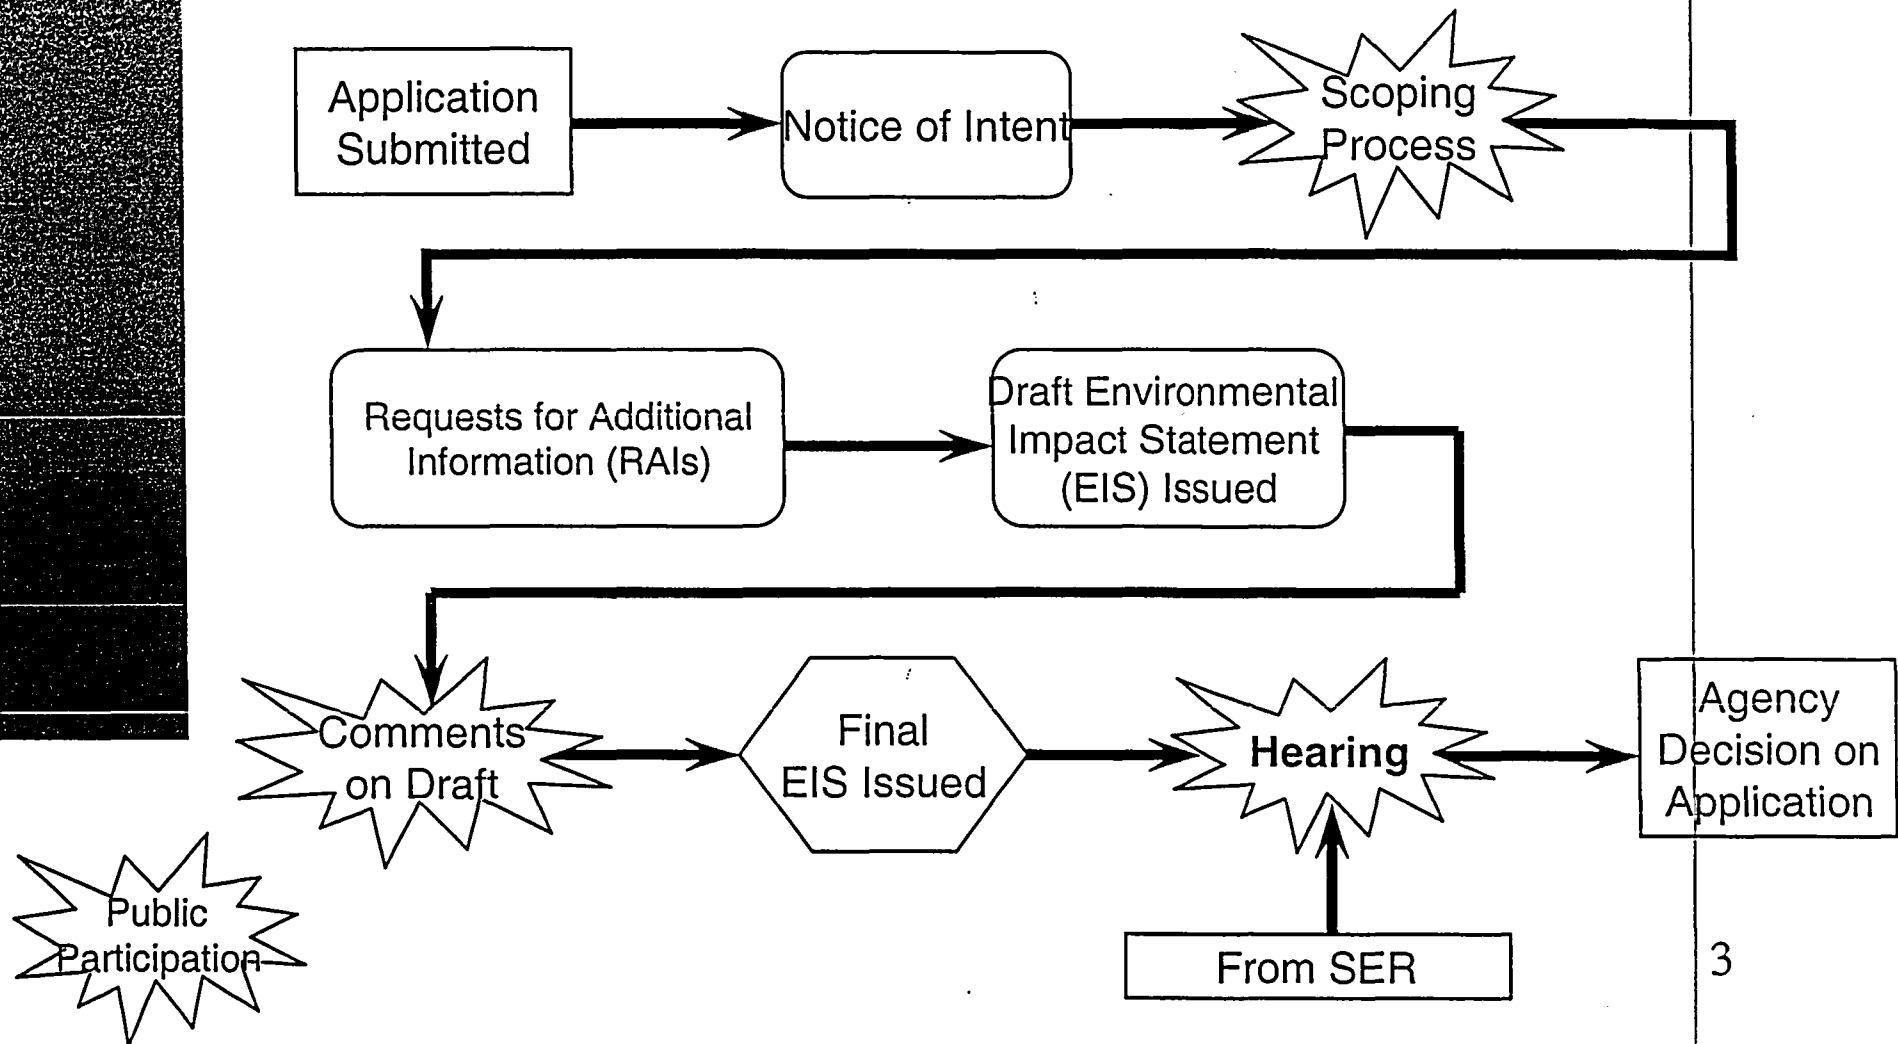 Application
Submitted
Notice of Intent
Scoping
Process
Requests for Additional
Information (RAIs)
Draft Environmental
Impact Statement
(EIS) Issued
Comments
on Draft
Final
EIS Issued
Hearing
Agency
Decision on
Application
Public
Participation
From SER
3